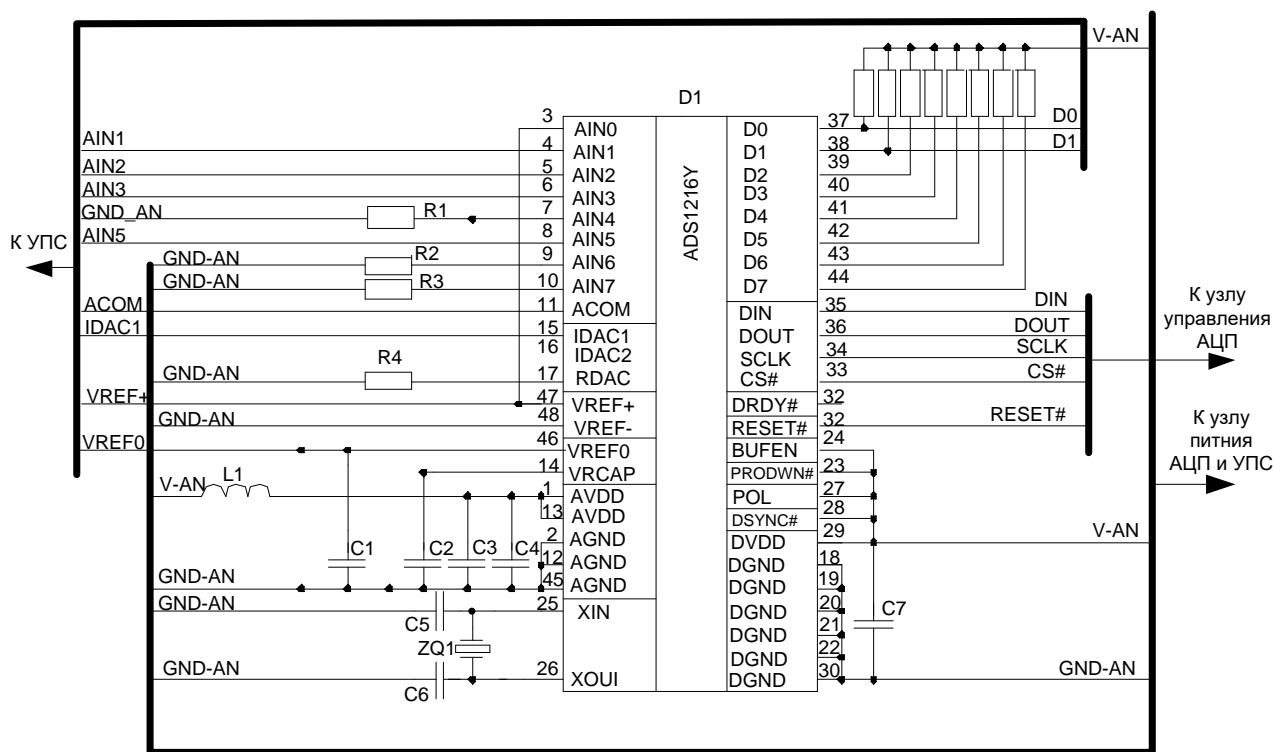 V-AN
D1
3
AIN0
D0
37
D0
AIN1
4
AIN1
D1
38
D1
AIN2
5
AIN2
D2
39
AIN3
6
AIN3
D3
40
GND_AN
R1
7
AIN4
D4
41
К УПС
AIN5
8
AIN5
D5
42
GND-AN
R2
9
AIN6
D6
43
GND-AN
R3
10
AIN7
D7
44
ADS1216Y
ACOM
11
ACOM
DIN
35
DIN
IDAC1
15
IDAC1
DOUT
36
DOUT
16
IDAC2
SCLK
34
SCLK
К узлу
управления
АЦП
GND-AN
R4
17
RDAC
CS#
33
CS#
VREF+
47
VREF+
DRDY#
32
GND-AN
48
VREF-
RESET#
32
RESET#
VREF0
46
VREF0
BUFEN
24
К узлу
питния
АЦП и УПС
14
VRCAP
PRODWN#
23
V-AN
L1
1
AVDD
POL
27
13
AVDD
DSYNC#
28
2
AGND
DVDD
29
V-AN
C1
C2
C3
C4
12
AGND
DGND
18
GND-AN
45
AGND
DGND
19
GND-AN
C5
25
XIN
DGND
20
C7
ZQ1
DGND
21
DGND
22
GND-AN
C6
26
XOUI
DGND
30
GND-AN